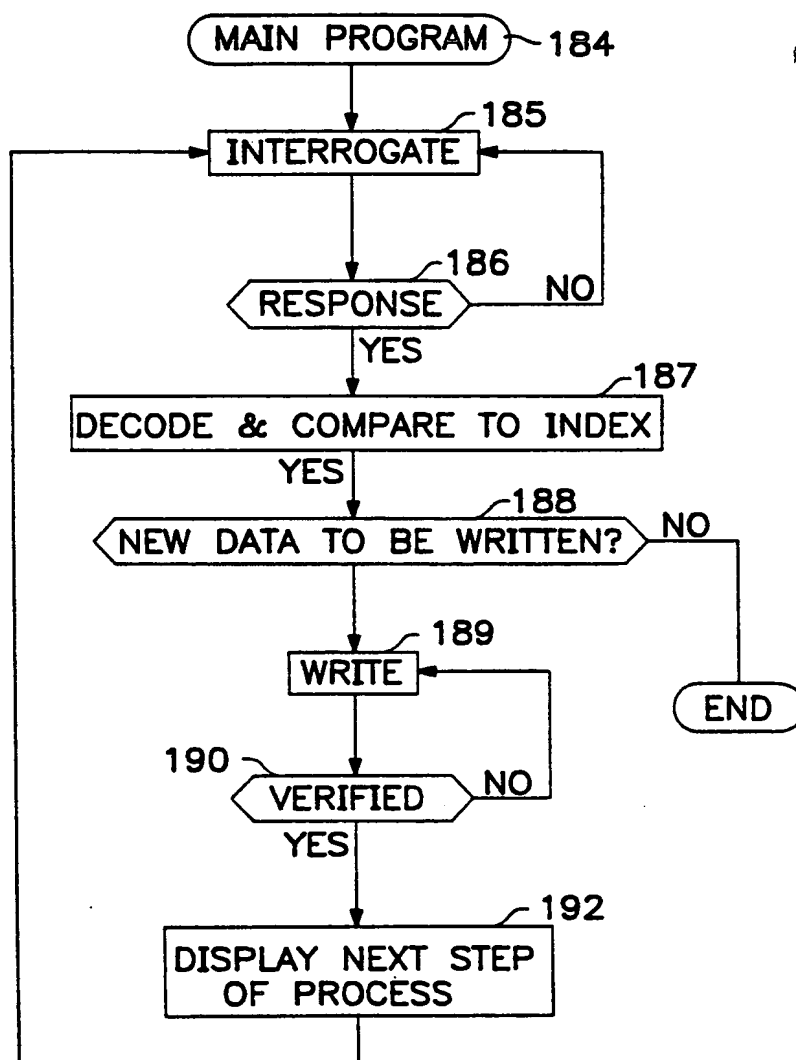 MAIN PROGRAM
184
185
INTERROGATE
186
RESPONSE
NO
YES
187
DECODE & COMPARE TO INDEX
YES
188
NEW DATA TO BE WRITTEN?
NO
189
WRITE
END
190
VERIFIED
NO
YES
192
DISPLAY NEXT STEP
OF PROCESS